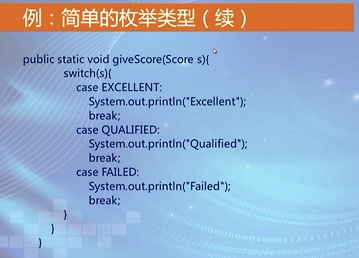 例：简单的枚举类型（续）
public static void giveScore(Score s){
switch(s){
case EXCELLENT:
System.out.println("Excellent");
break;
case QUALIFIED:
System.out.println("Qualified");
break;
case FAILED:
System.out.println("Failed");
break;
}
}
}